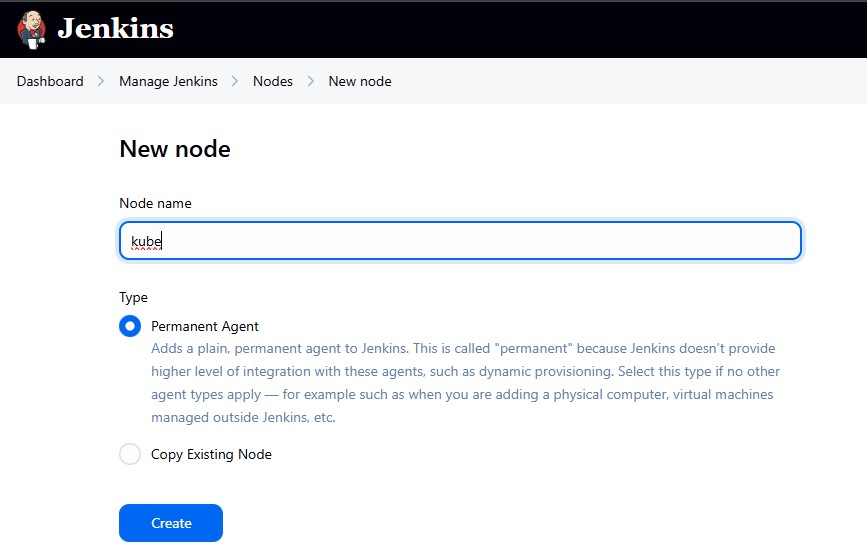 Jenkins
Dashboard > Manage Jenkins > Nodes > New node
New node
Node name
kube
Type
Permanent Agent
Adds a plain, permanent agent to Jenkins. This is called "permanent" because Jenkins doesn’t provide
higher level of integration with these agents, such as dynamic provisioning. Select this type if no other
agent types apply — for example such as when you are adding a physical computer, virtual machines
managed outside Jenkins, etc.
Copy Existing Node
Create